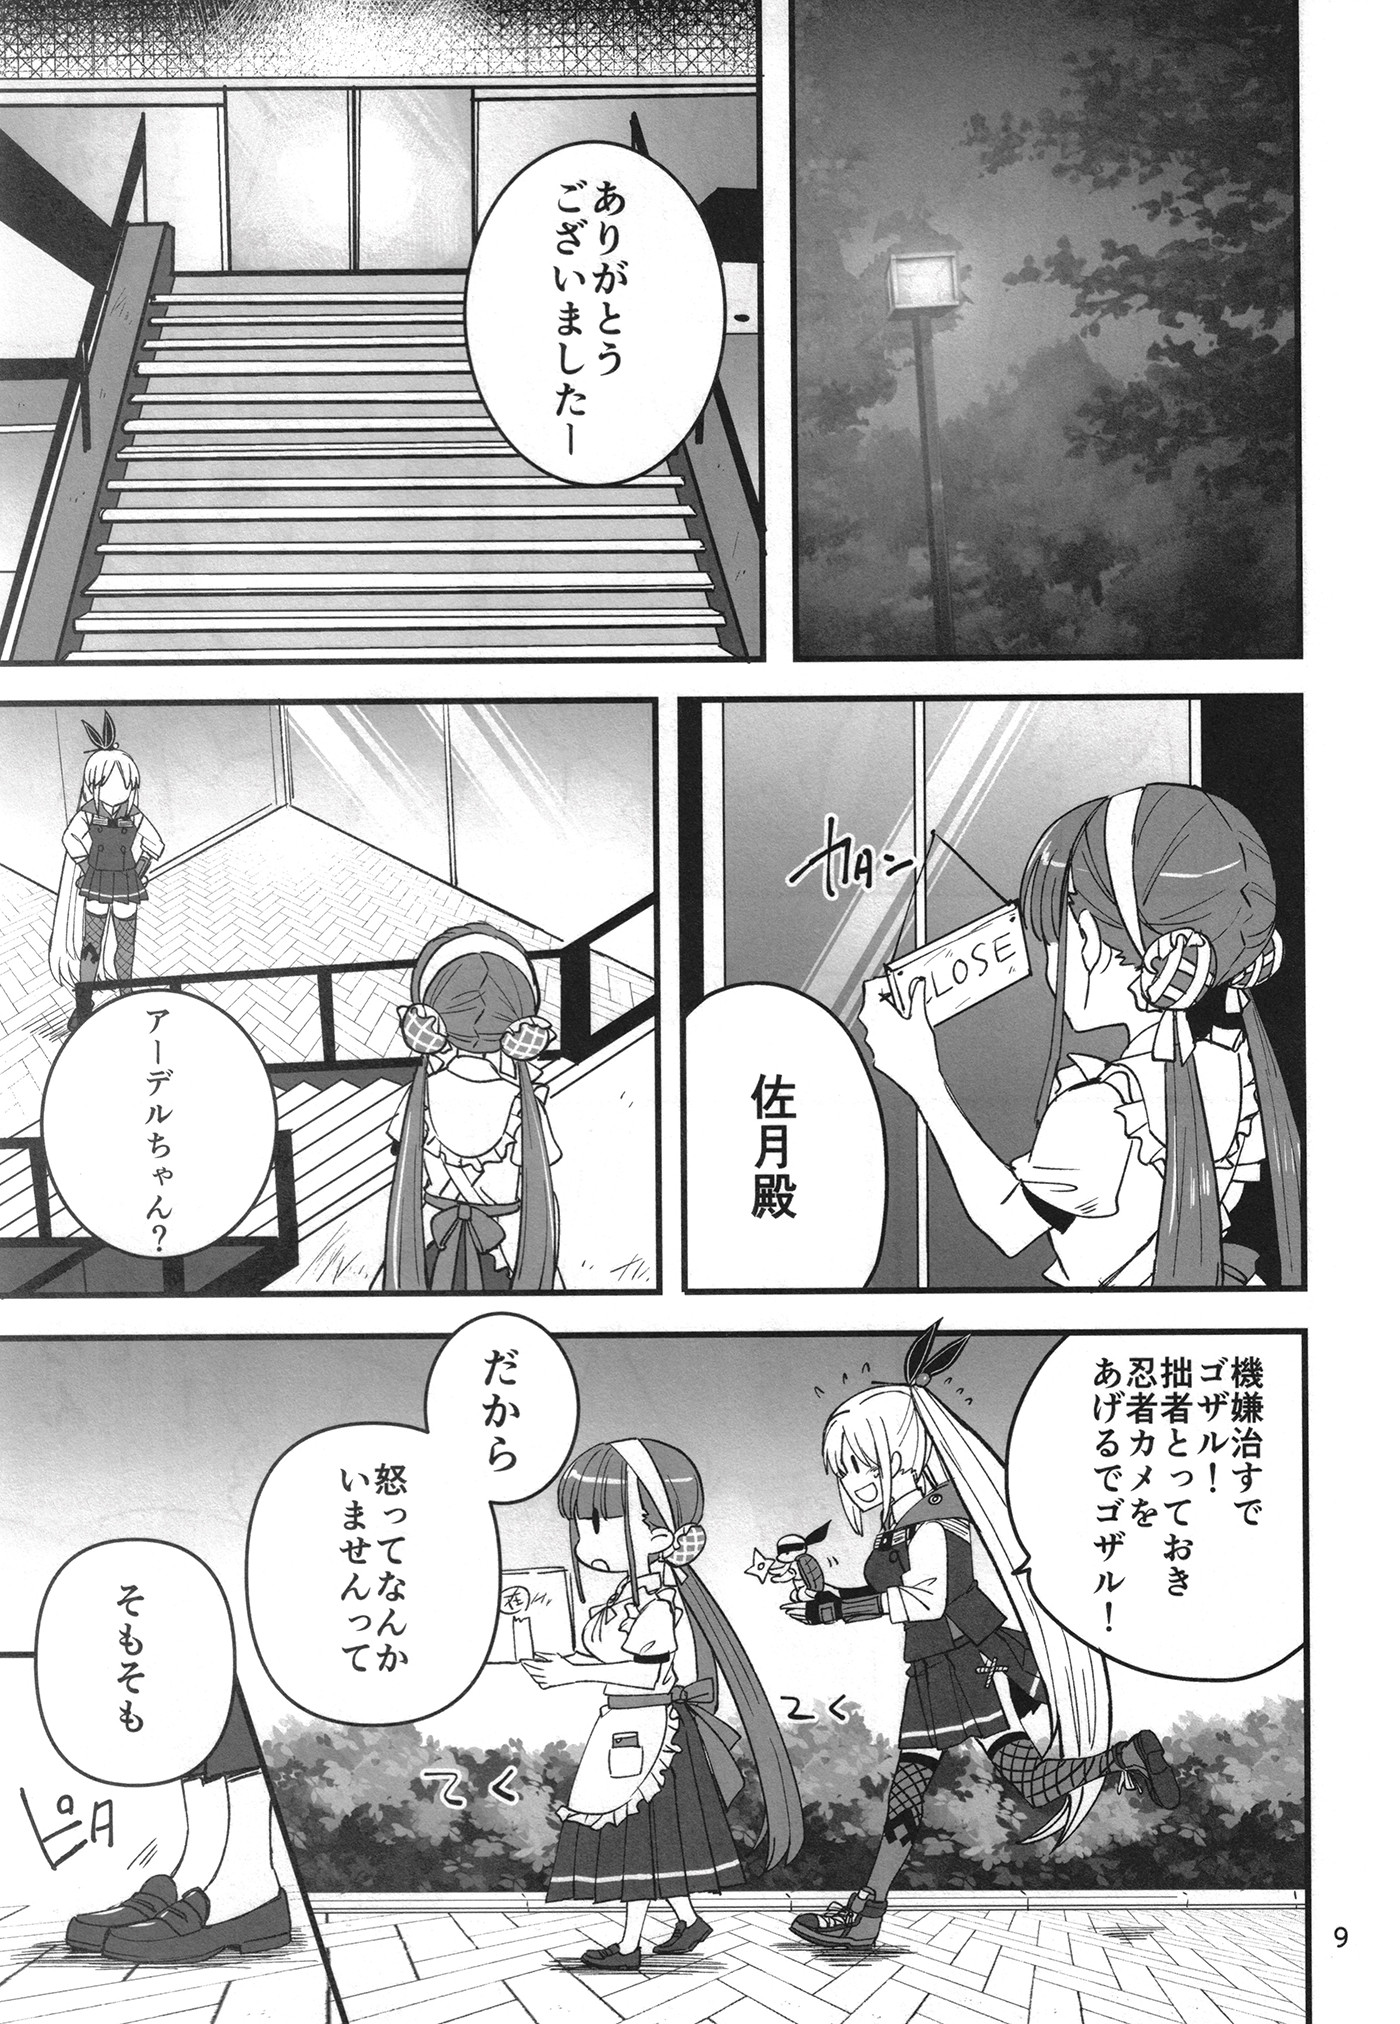 ありがとう
ございましたー
カロン
CLOSE
佐月殿
アーデルちゃん?
機嫌治すで
ゴザル!
拙者とっておき
忍者カメを
あげるでゴザル!
てく
てく
在
だから
怒ってなんか
いませんって
そもそも
ピタ
9